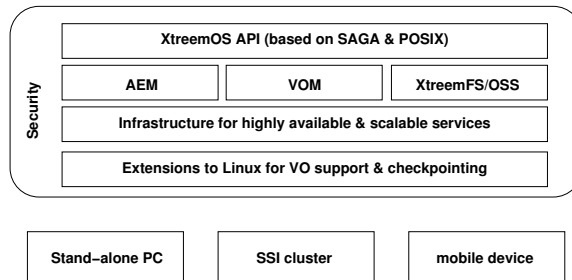 XtreemOS API (based on SAGA & POSIX)
AEM
VOM
XtreemFS/OSS
Security
Infrastructure for highly available & scalable services
Extensions to Linux for VO support & checkpointing
Stand−alone PC
SSI cluster
mobile device